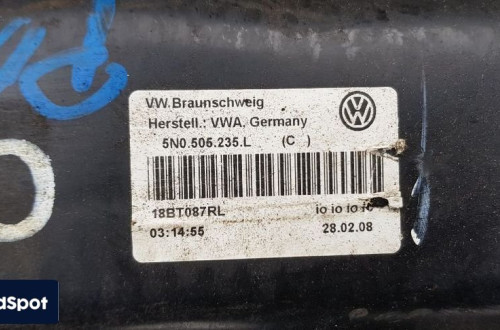 VW.Braunschweig
Herstell.: VWA, Germany
5N0.505.235.L (C )
18BT087RL io io io io
03:14:55 28.02.08
dSpot